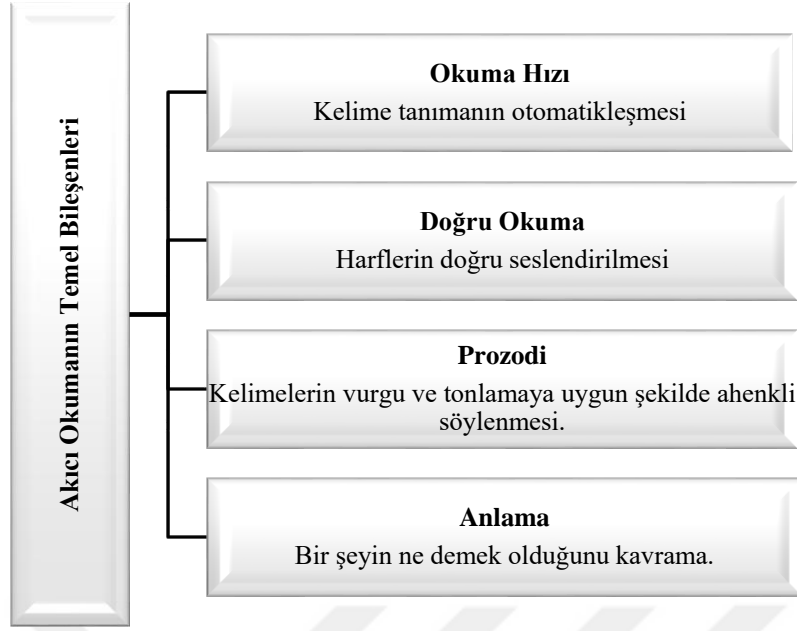 Akıcı Okumanın Temel Bileşenleri
Okuma Hızı
Kelime tanımanın otomatikleşmesi
Doğru Okuma
Harflerin doğru seslendirilmesi
Prozodi
Kelimelerin vurgu ve tonlamaya uygun şekilde ahenkli
söylenmesi.
Anlama
Bir şeyin ne demek olduğunu kavrama.